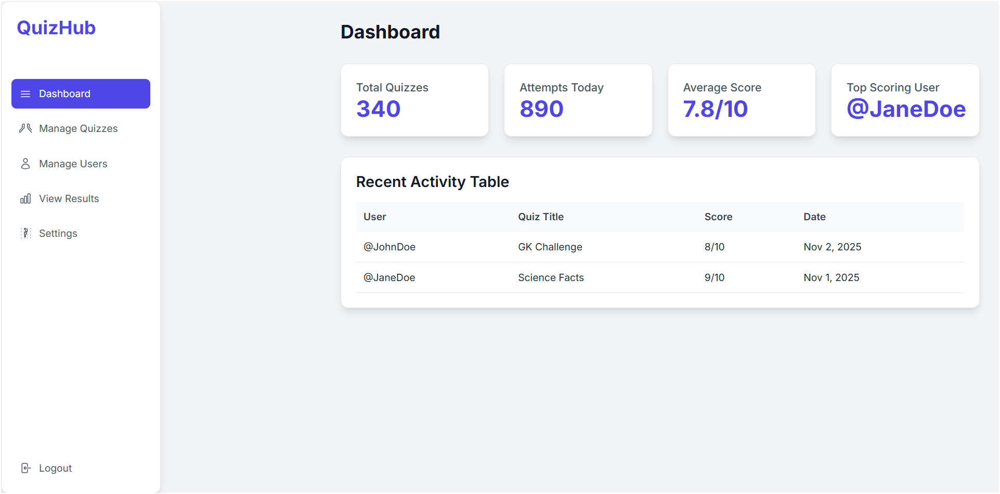 QuizHub
Dashboard
Manage Quizzes
Manage Users
View Results
Settings
Logout
Dashboard
Total Quizzes
340
Attempts Today
890
Average Score
7.8/10
Top Scoring User
@JaneDoe
Recent Activity Table
User Quiz Title Score Date
@JohnDoe GK Challenge 8/10 Nov 2, 2025
@JaneDoe Science Facts 9/10 Nov 1, 2025